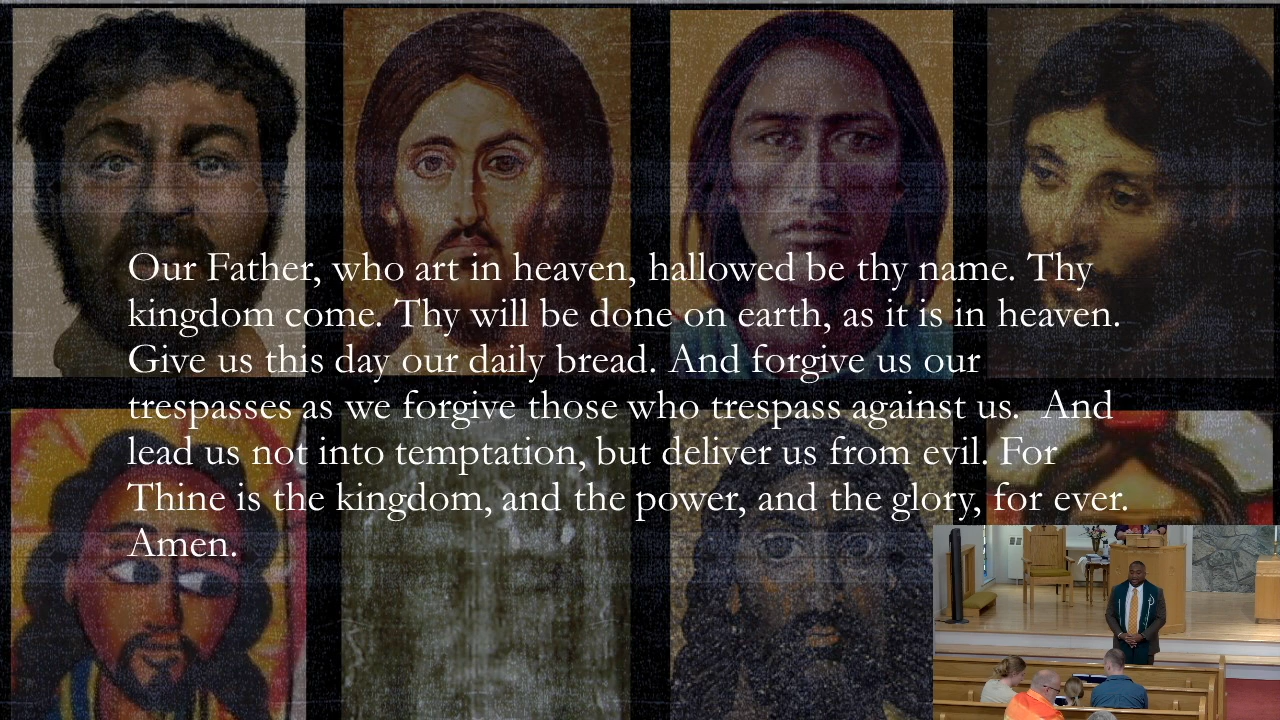 Our Father, who art in heaven, hallowed be thy name. Thy
kingdom come. Thy will be done on earth, as it is in heaven.
Give us this day our daily bread. And forgive us our
trespasses as we forgive those who trespass against us.  And
lead us not into temptation, but deliver us from evil. For
Thine is the kingdom, and the power, and the glory, for ever.
Amen.